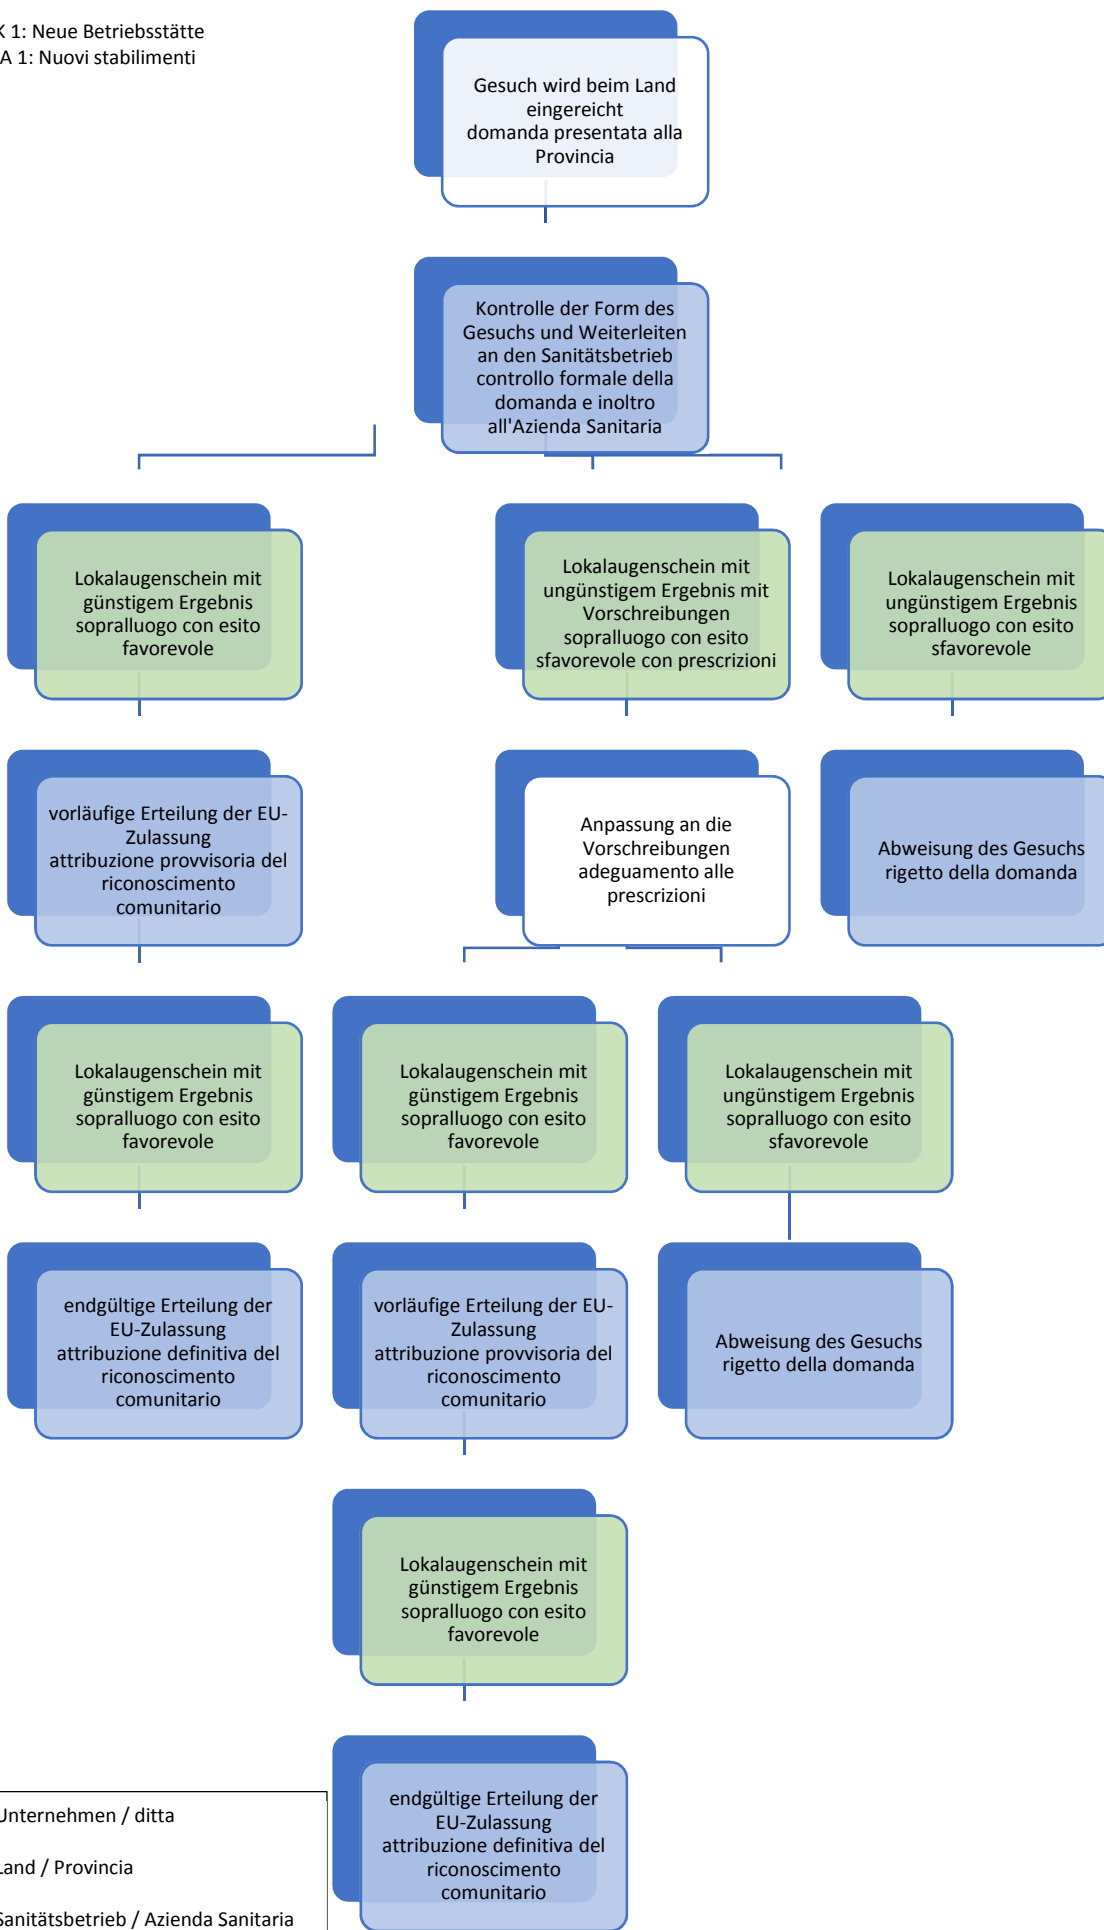 K 1: Neue Betriebsstätte
A 1: Nuovi stabilimenti
Gesuch wird beim Land
eingereicht
domanda presentata alla
Provincia
Kontrolle der Form des
Gesuchs und Weiterleiten
an den Sanitätsbetrieb
controllo formale della
domanda e inoltro
all'Azienda Sanitaria
Lokalaugenschein mit
günstigem Ergebnis
sopralluogo con esito
favorevole
Lokalaugenschein mit
ungünstigem Ergebnis mit
Vorschreibungen
sopralluogo con esito
sfavorevole con prescrizioni
Lokalaugenschein mit
ungünstigem Ergebnis
sopralluogo con esito
sfavorevole
vorläufige Erteilung der EU-
Zulassung
attribuzione provvisoria del
riconoscimento
comunitario
Anpassung an die
Vorschreibungen
adeguamento alle
prescrizioni
Abweisung des Gesuchs
rigetto della domanda
Lokalaugenschein mit
günstigem Ergebnis
sopralluogo con esito
favorevole
Lokalaugenschein mit
günstigem Ergebnis
sopralluogo con esito
favorevole
Lokalaugenschein mit
ungünstigem Ergebnis
sopralluogo con esito
sfavorevole
endgültige Erteilung der
EU-Zulassung
attribuzione definitiva del
riconoscimento
comunitario
vorläufige Erteilung der EU-
Zulassung
attribuzione provvisoria del
riconoscimento
comunitario
Abweisung des Gesuchs
rigetto della domanda
Lokalaugenschein mit
günstigem Ergebnis
sopralluogo con esito
favorevole
endgültige Erteilung der
EU-Zulassung
attribuzione definitiva del
riconoscimento
comunitario
Unternehmen / ditta
Land / Provincia
Sanitätsbetrieb / Azienda Sanitaria